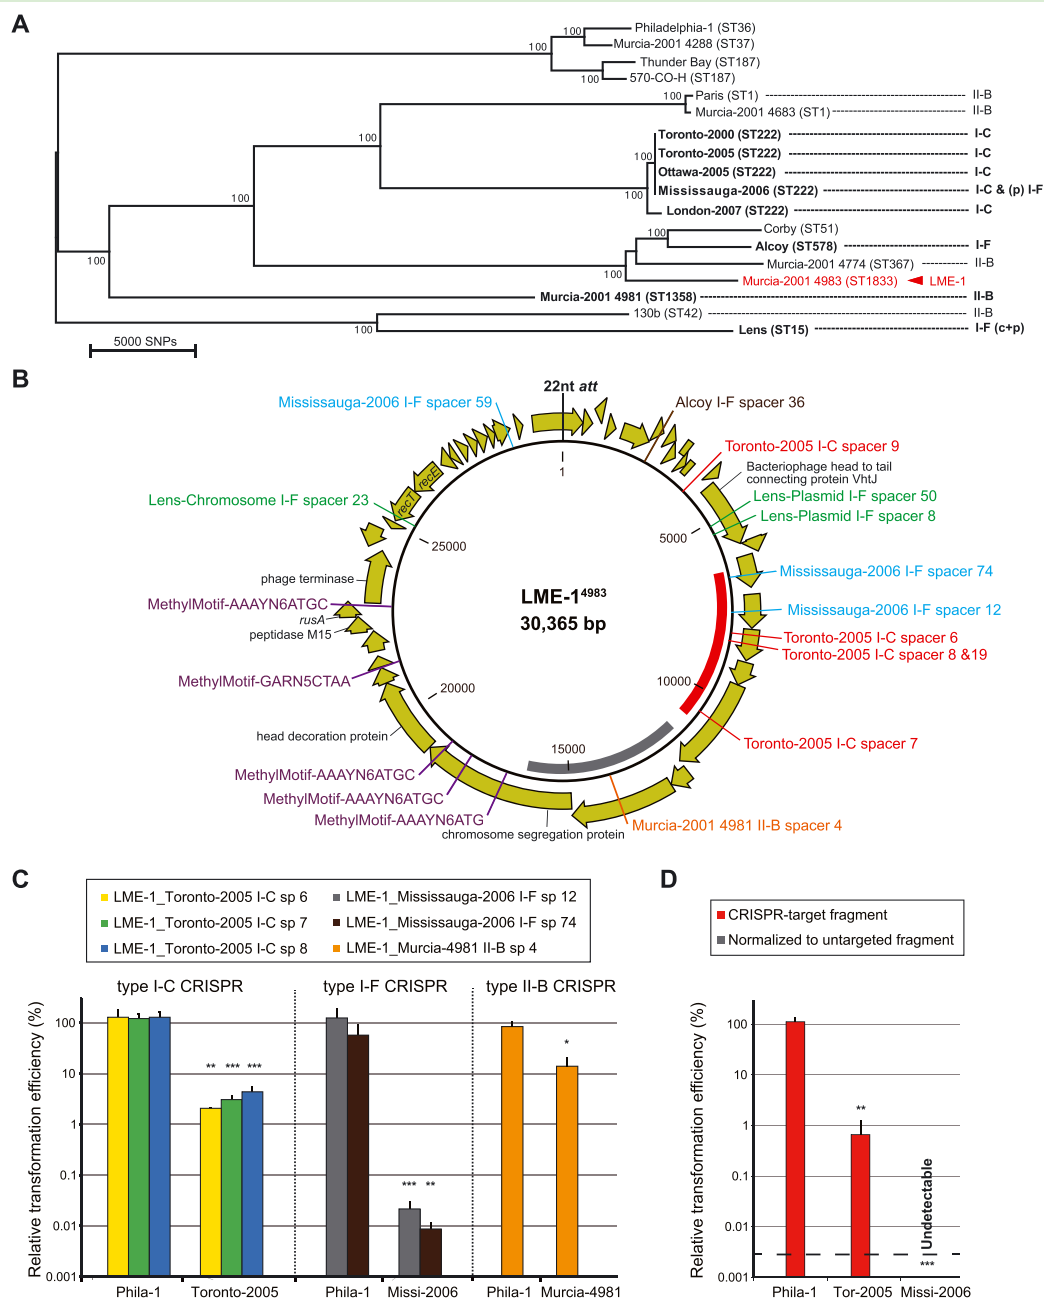 A
Philadelphia-1 (ST36)
100
Murcia-2001 4288 (ST37)
100
Thunder Bay (ST187)
100
570-CO-H (ST187)
100
Paris (ST1) II-B
Murcia-2001 4683 (ST1) II-B
100
Toronto-2000 (ST222) I-C
Toronto-2005 (ST222) I-C
100
Ottawa-2005 (ST222) I-C
Mississauga-2006 (ST222) I-C & (p) I-F
100
100
London-2007 (ST222) I-C
Corby (ST51)
100
Alcoy (ST578) I-F
100
Murcia-2001 4774 (ST367) II-B
100
Murcia-2001 4983 (ST1833) LME-1
Murcia-2001 4981 (ST1358) II-B
130b (ST42) II-B
100
Lens (ST15) I-F (c+p)
5000 SNPs
B
22nt att
Mississauga-2006 I-F spacer 59
Alcoy I-F spacer 36
Toronto-2005 I-C spacer 9
1
Bacteriophage head to tail
connecting protein VhtJ
recE
Lens-Chromosome I-F spacer 23
recT
Lens-Plasmid I-F spacer 50
Lens-Plasmid I-F spacer 8
5000
25000
phage terminase
Mississauga-2006 I-F spacer 74
MethylMotif-AAAYN6ATGC
LME-1⁴⁹⁸³
30,365 bp
Mississauga-2006 I-F spacer 12
rusA
peptidase M15
Toronto-2005 I-C spacer 6
Toronto-2005 I-C spacer 8 &19
MethylMotif-GARN5CTAA
20000
10000
head decoration protein
15000
Toronto-2005 I-C spacer 7
MethylMotif-AAAYN6ATGC
MethylMotif-AAAYN6ATGC
MethylMotif-AAAYN6ATG
Murcia-2001 4981 II-B spacer 4
chromosome segregation protein
C
LME-1_Toronto-2005 I-C sp 6
LME-1_Toronto-2005 I-C sp 7
LME-1_Toronto-2005 I-C sp 8
LME-1_Mississauga-2006 I-F sp 12
LME-1_Mississauga-2006 I-F sp 74
LME-1_Murcia-4981 II-B sp 4
type I-C CRISPR
type I-F CRISPR
type II-B CRISPR
Relative transformation efficiency (%)
100
10
1
0.1
0.01
0.001
** *** ***
*** **
*
Phila-1 Toronto-2005 Phila-1 Missi-2006 Phila-1 Murcia-4981
D
CRISPR-target fragment
Normalized to untargeted fragment
Relative transformation efficiency (%)
100
10
1
0.1
0.01
0.001
**
Undetectable
***
Phila-1 Tor-2005 Missi-2006